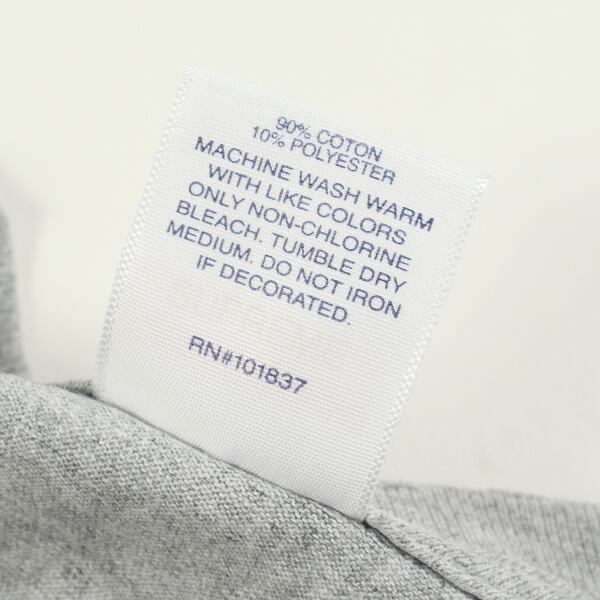 90% COTON
10% POLYESTER
MACHINE WASH WARM
WITH LIKE COLORS
ONLY NON-CHLORINE
BLEACH. TUMBLE DRY
MEDIUM. DO NOT IRON
IF DECORATED.
RN#101837